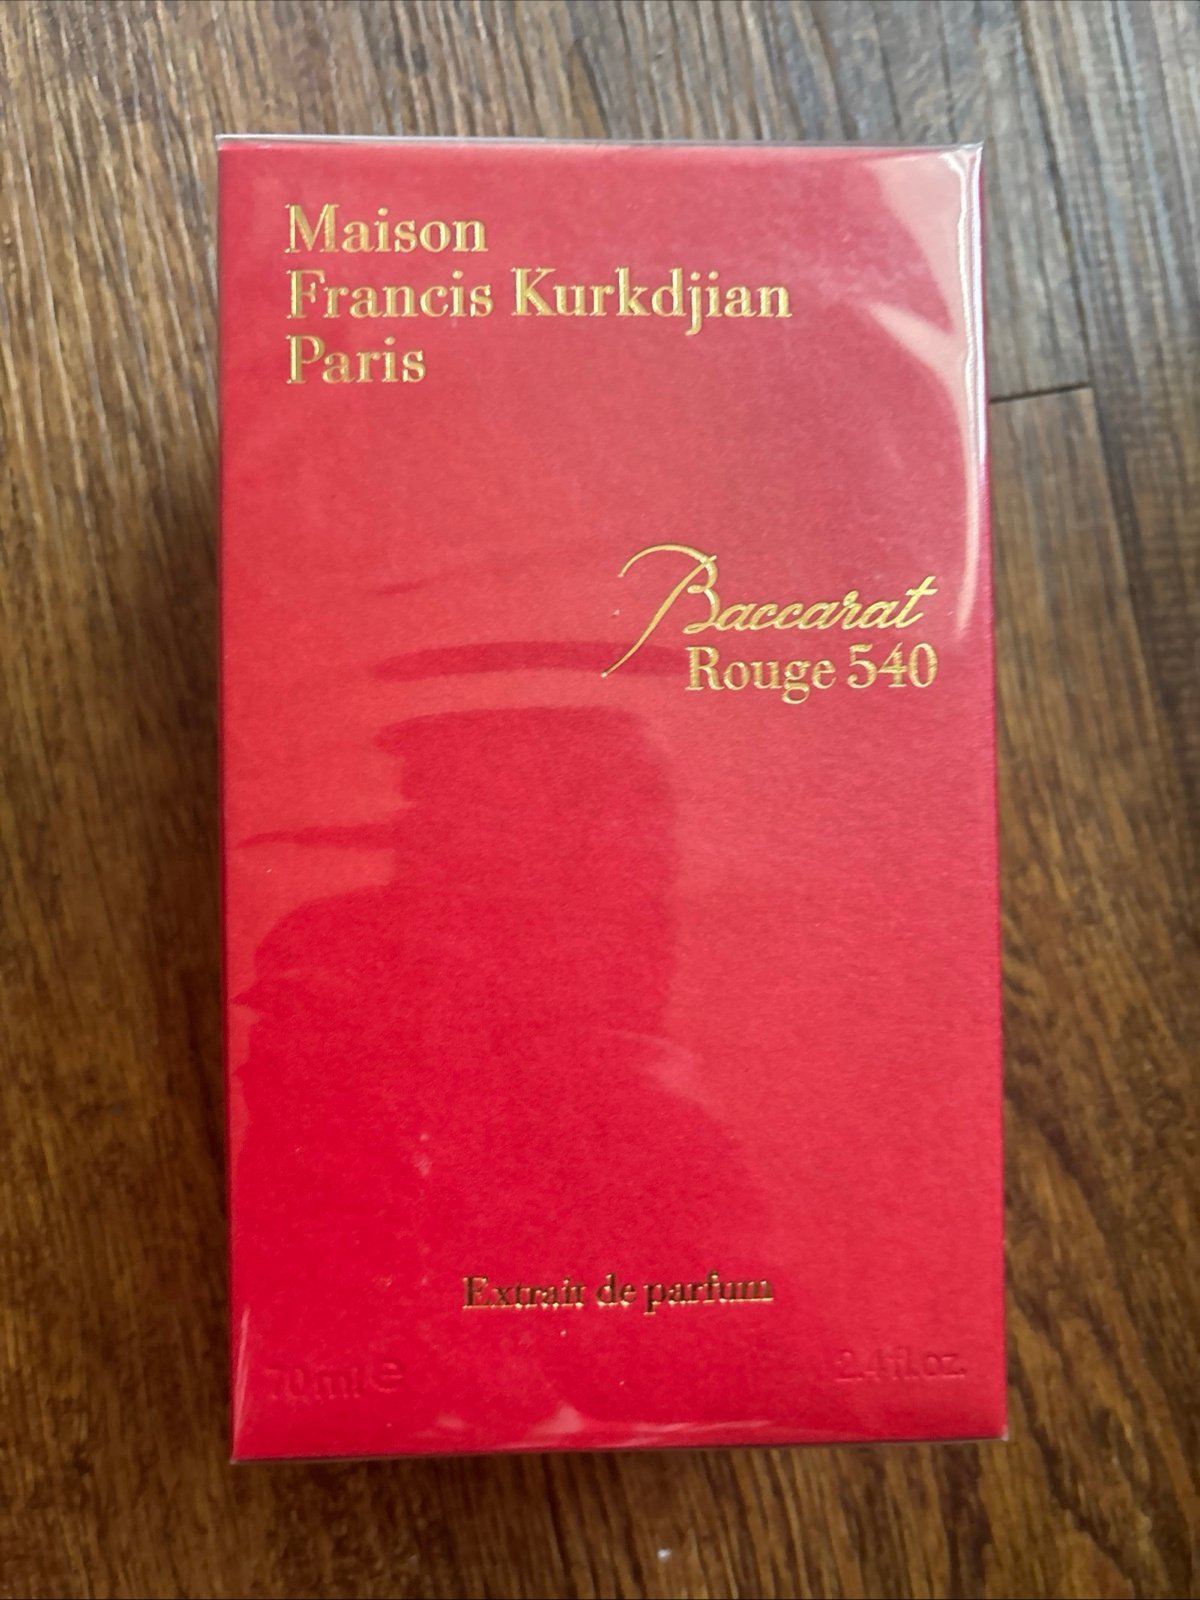 Maison
Francis Kurkdjian
Paris
Baccarat
Rouge 540
Extrait de parfum
70 ml ℮ 2.4 fl.oz.